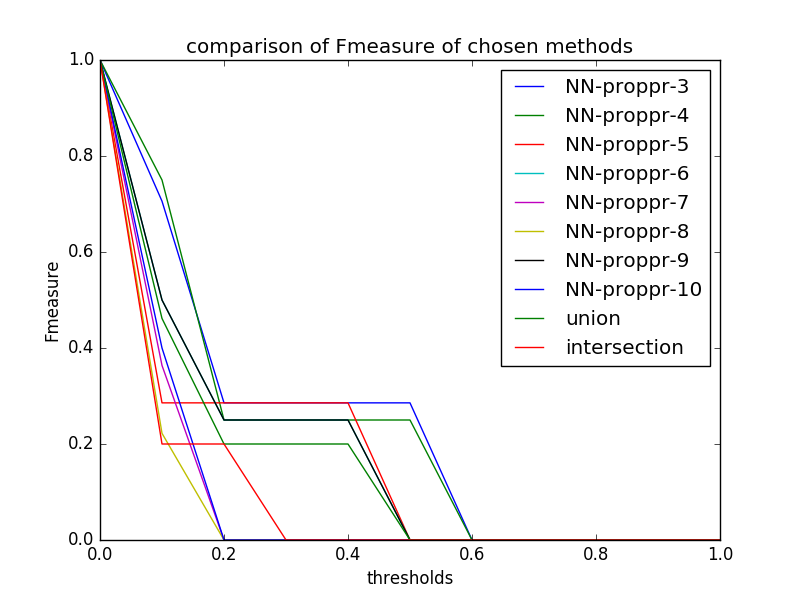 comparison of Fmeasure of chosen methods
1.0
0.8
0.6
0.4
0.2
0.0
Fmeasure
NN-proppr-3
NN-proppr-4
NN-proppr-5
NN-proppr-6
NN-proppr-7
NN-proppr-8
NN-proppr-9
NN-proppr-10
union
intersection
0.0 0.2 0.4 0.6 0.8 1.0
thresholds